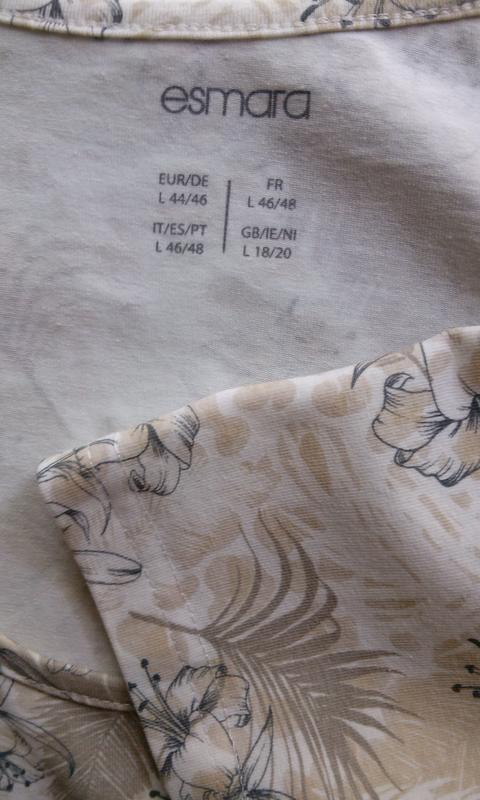 esmara
EUR/DE
L 44/46
FR
L 46/48
IT/ES/PT
L 46/48
GB/IE/NI
L 18/20